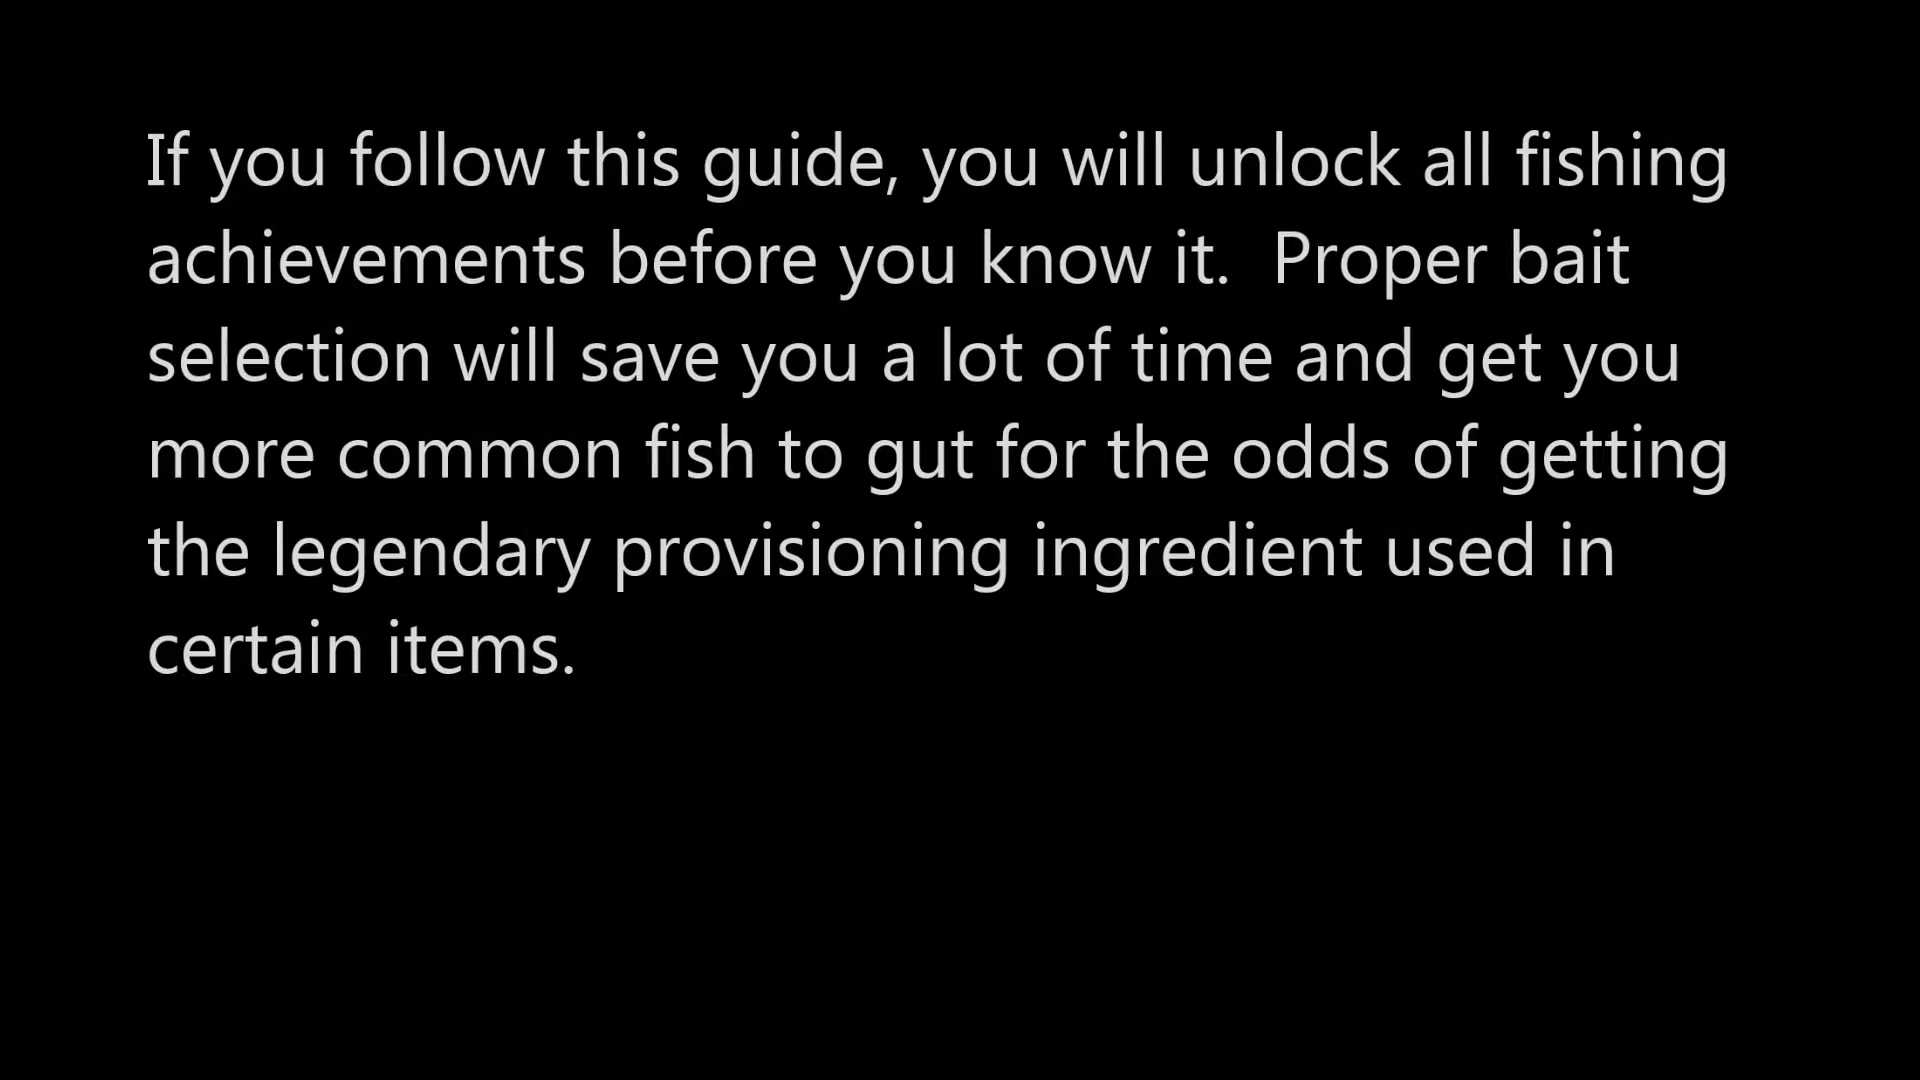 If you follow this guide, you will unlock all fishing
achievements before you know it.  Proper bait
selection will save you a lot of time and get you
more common fish to gut for the odds of getting
the legendary provisioning ingredient used in
certain items.